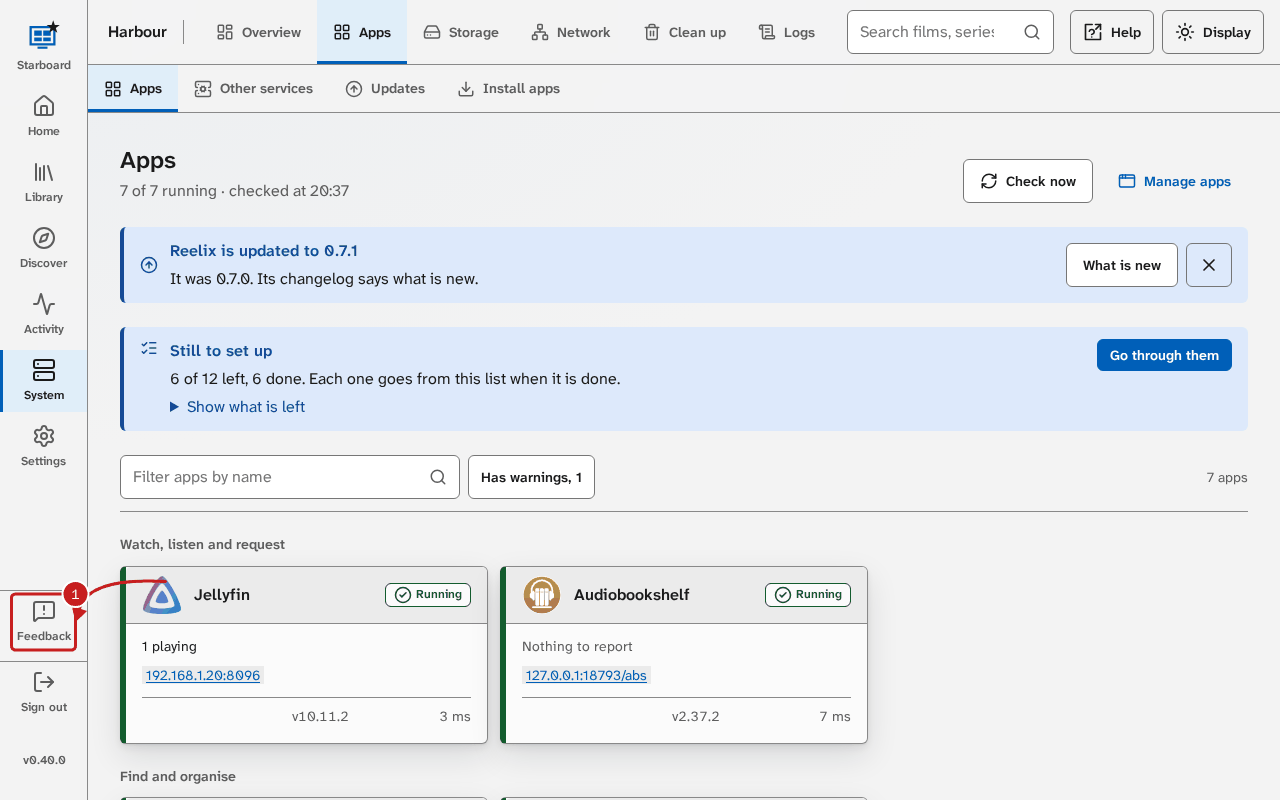 Starboard
Home
Library
Discover
Activity
System
Settings
Feedback
Sign out
v0.40.0
Harbour
Overview
Apps
Storage
Network
Clean up
Logs
Search films, series
Help
Display
Apps
Other services
Updates
Install apps
Apps
7 of 7 running · checked at 20:37
Check now
Manage apps
Reelix is updated to 0.7.1
It was 0.7.0. Its changelog says what is new.
What is new
Still to set up
6 of 12 left, 6 done. Each one goes from this list when it is done.
Show what is left
Go through them
Filter apps by name
Has warnings, 1
7 apps
Watch, listen and request
1
Jellyfin
Running
1 playing
192.168.1.20:8096
v10.11.2
3 ms
Audiobookshelf
Running
Nothing to report
127.0.0.1:18793/abs
v2.37.2
7 ms
Find and organise